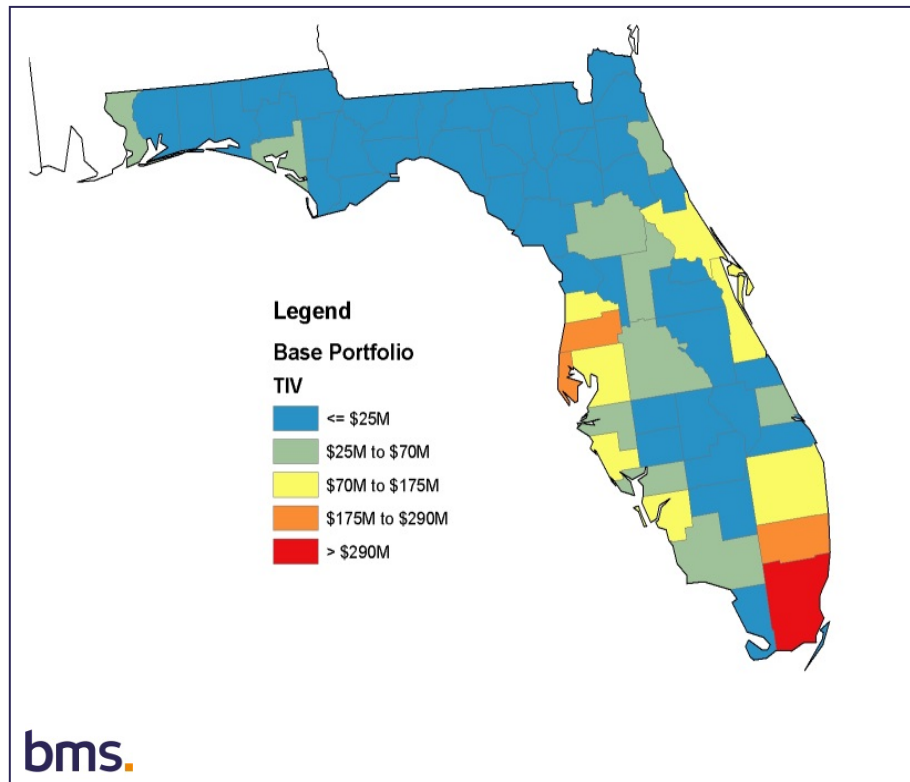 Legend
Base Portfolio
TIV
<= $25M
$25M to $70M
$70M to $175M
$175M to $290M
> $290M
bms.